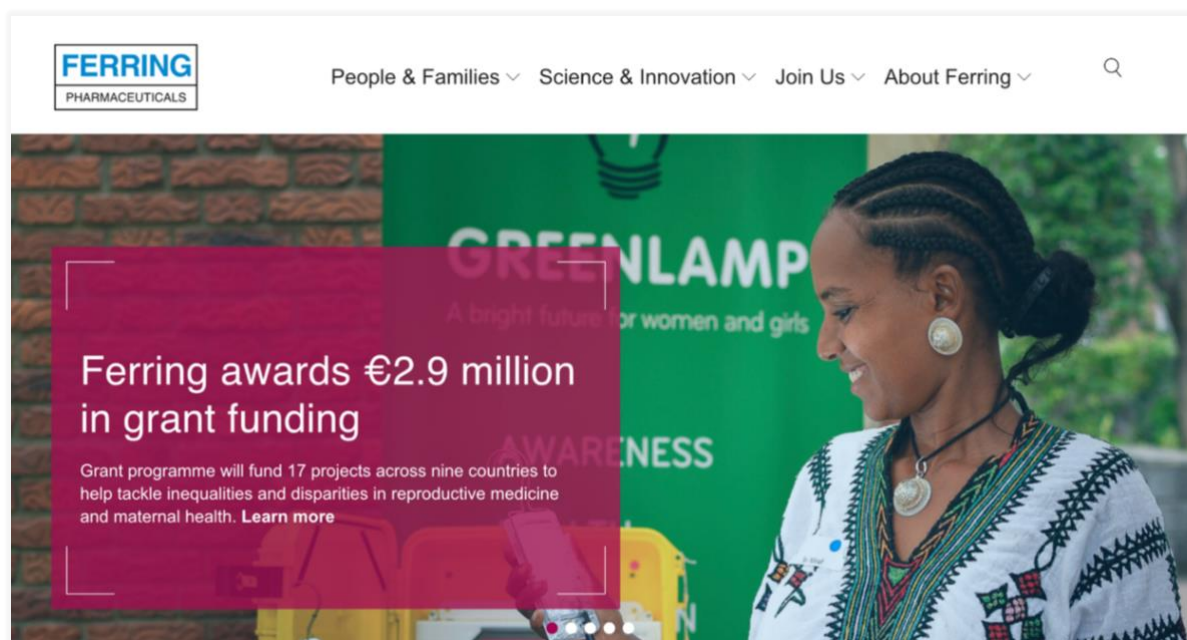 FERRING
PHARMACEUTICALS
People & Families
Science & Innovation
Join Us
About Ferring
GREENLAMP
A bright future for women and girls
AWARENESS
Ferring awards €2.9 million
in grant funding
Grant programme will fund 17 projects across nine countries to
help tackle inequalities and disparities in reproductive medicine
and maternal health. Learn more